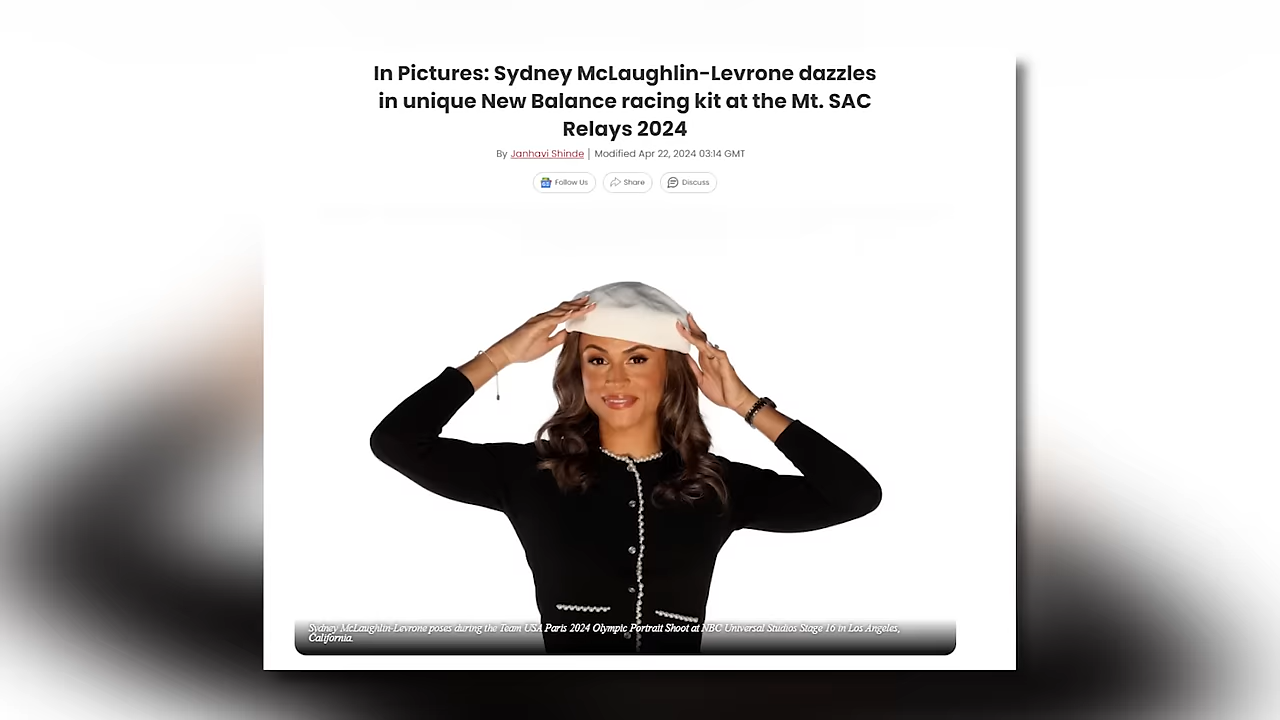 In Pictures: Sydney McLaughlin-Levrone dazzles
in unique New Balance racing kit at the Mt. SAC
Relays 2024
By Janhavi Shinde | Modified Apr 22, 2024 03:14 GMT
Follow Us Share Discuss
Sydney McLaughlin-Levrone poses during the Team USA Paris 2024 Olympic Portrait Shoot at NBC Universal Studios Stage 16 in Los Angeles,
California.